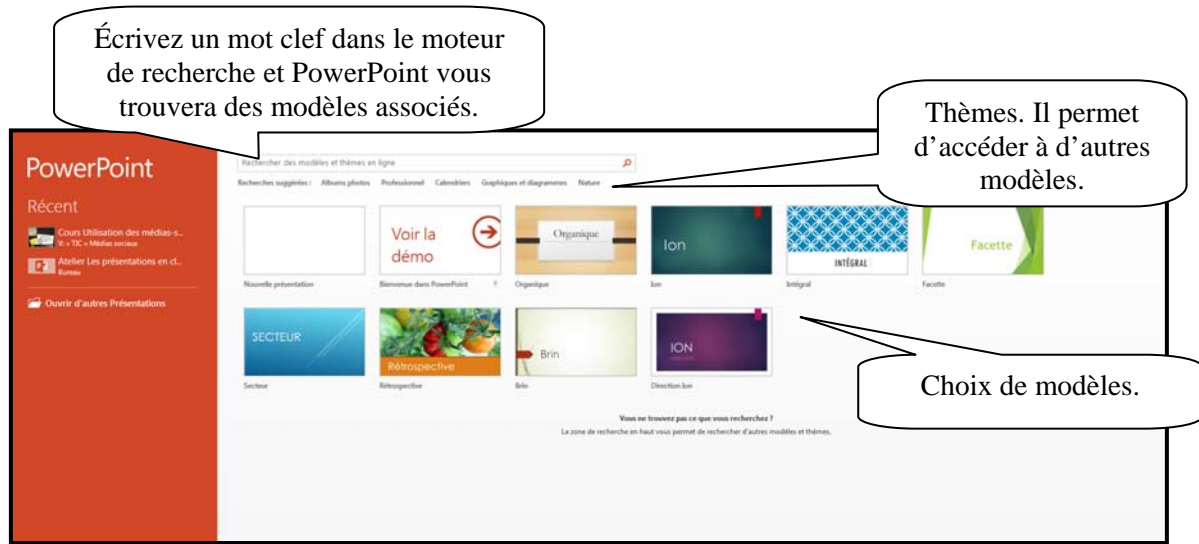 Écrivez un mot clef dans le moteur
de recherche et PowerPoint vous
trouvera des modèles associés.
Thèmes. Il permet
d'accéder à d'autres
modèles.
PowerPoint
Rechercher des modèles et thèmes en ligne
Recherches suggérées : Albums photos Professionnel Calendriers Graphiques et diagrammes Nature
Récent
Cours Utilisation des médias-s...
V: » TIC » Médias sociaux
Atelier Les présentations en cl...
Bureau
Ouvrir d'autres Présentations
Voir la
démo
Organique
Ion
INTÉGRAL
Facette
Nouvelle présentation
Bienvenue dans PowerPoint
Organique
Ion
Intégral
Facette
SECTEUR
Rétrospective
Brin
ION
Secteur
Rétrospective
Brin
Direction Ion
Choix de modèles.
Vous ne trouvez pas ce que vous recherchez ?
La zone de recherche en haut vous permet de rechercher d'autres modèles et thèmes.